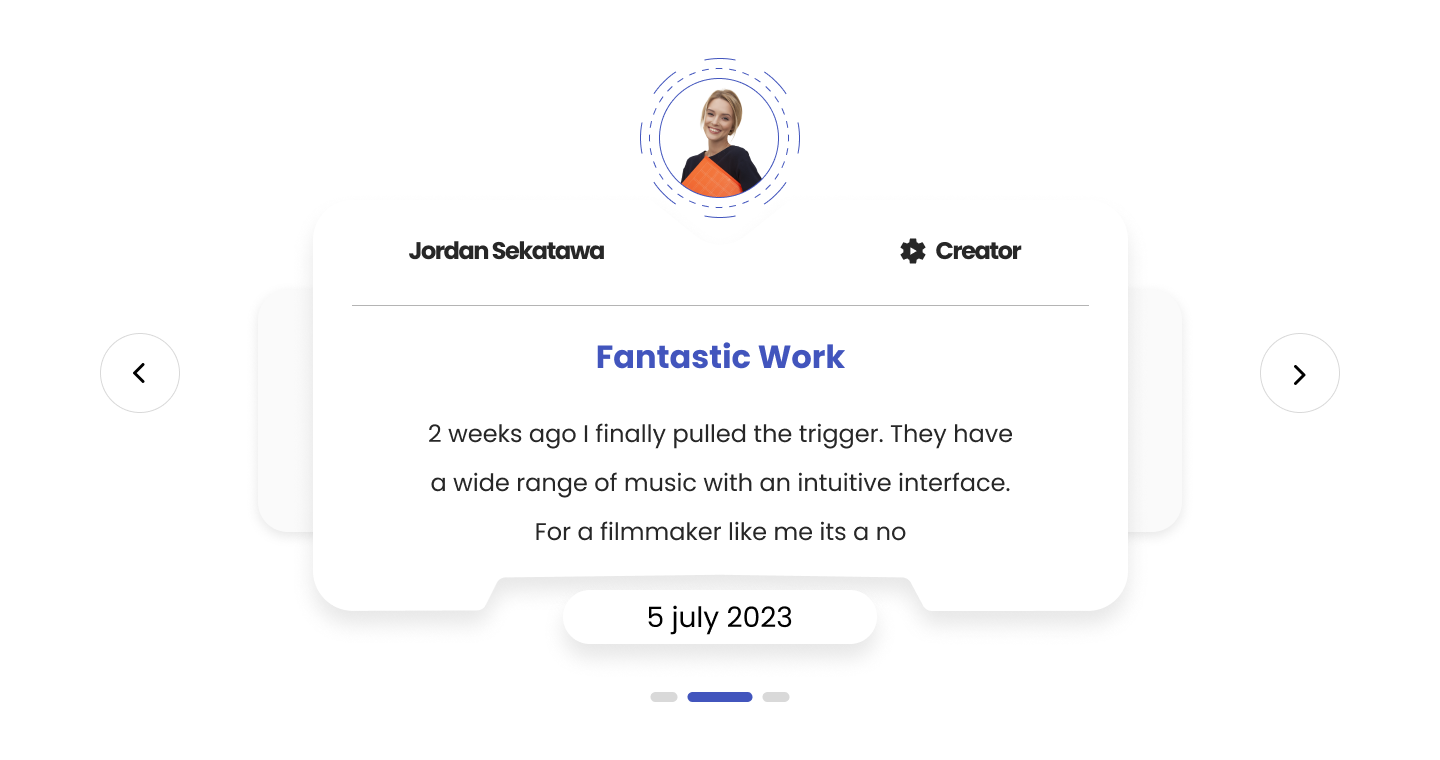 Jordan Sekatawa
Creator
Fantastic Work
2 weeks ago I finally pulled the trigger. They have
a wide range of music with an intuitive interface.
For a filmmaker like me its a no
5 july 2023